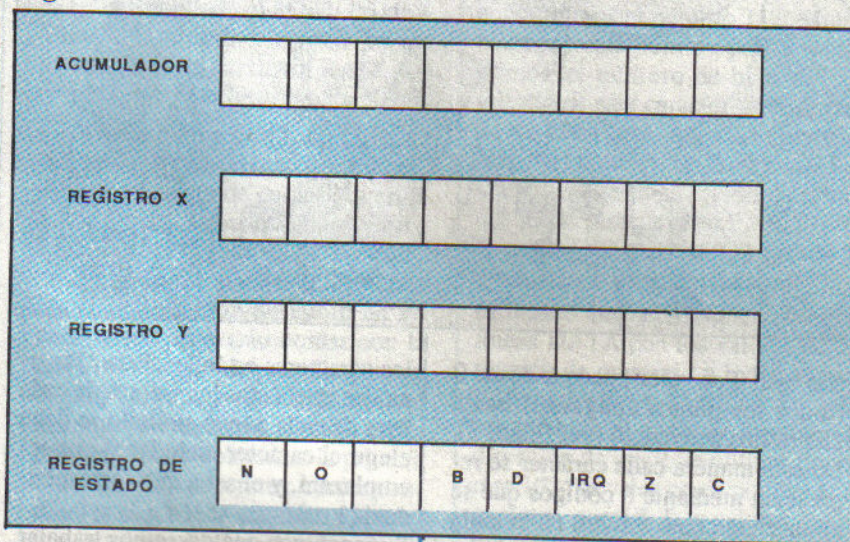 ACUMULADOR
REGISTRO X
REGISTRO Y
REGISTRO DE
ESTADO
N O B D IRQ Z C